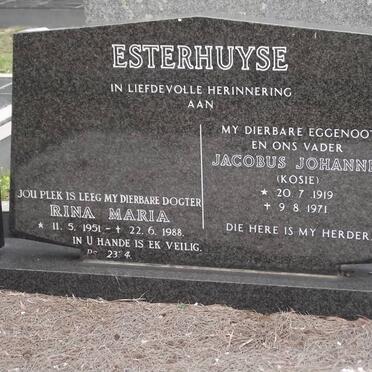 ESTERHUYSE
IN LIEFDEVOLLE HERINNERING
AAN
JOU PLEK IS LEEG MY DIERBARE DOGTER
RINA MARIA
* 11. 5. 1951 - + 22. 6. 1988.
IN U HANDE IS EK VEILIG.
MY DIERBARE EGGENOOT
EN ONS VADER
JACOBUS JOHANNE
(KOSIE)
* 20. 7. 1919
+ 9. 8. 1971
DIE HERE IS MY HERDER.